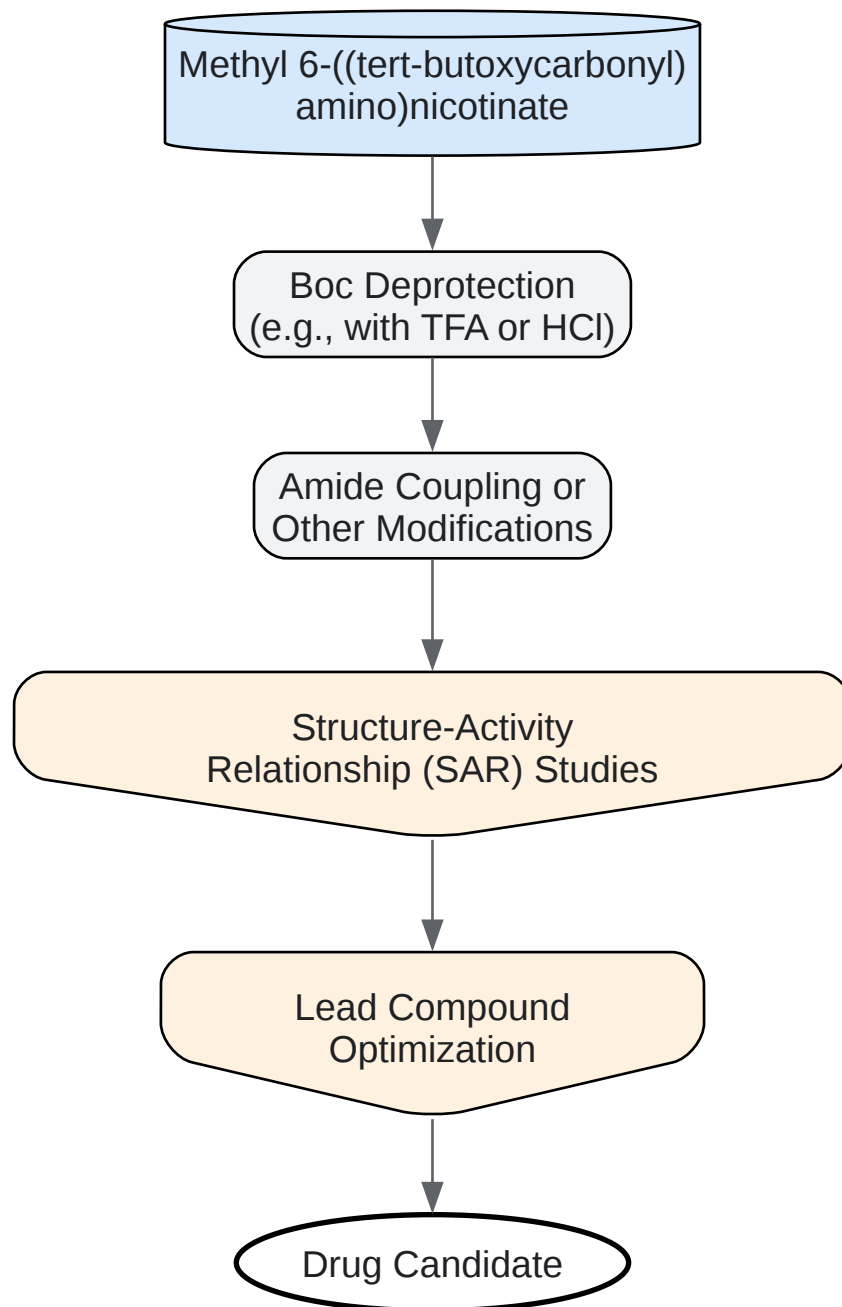 Methyl 6-((tert-butoxycarbonyl)
amino)nicotinate
Boc Deprotection
(e.g., with TFA or HCl)
Amide Coupling or
Other Modifications
Structure-Activity
Relationship (SAR) Studies
Lead Compound
Optimization
Drug Candidate